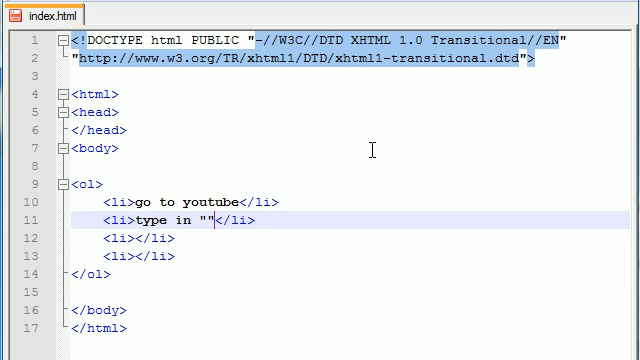 index.html
1 <!DOCTYPE html PUBLIC "-//W3C//DTD XHTML 1.0 Transitional//EN"
2 "http://www.w3.org/TR/xhtml1/DTD/xhtml1-transitional.dtd">
3
4 <html>
5 <head>
6 </head>
7 <body>
8
9 <ol>
10 <li>go to youtube</li>
11 <li>type in ""</li>
12 <li></li>
13 <li></li>
14 </ol>
15
16 </body>
17 </html>